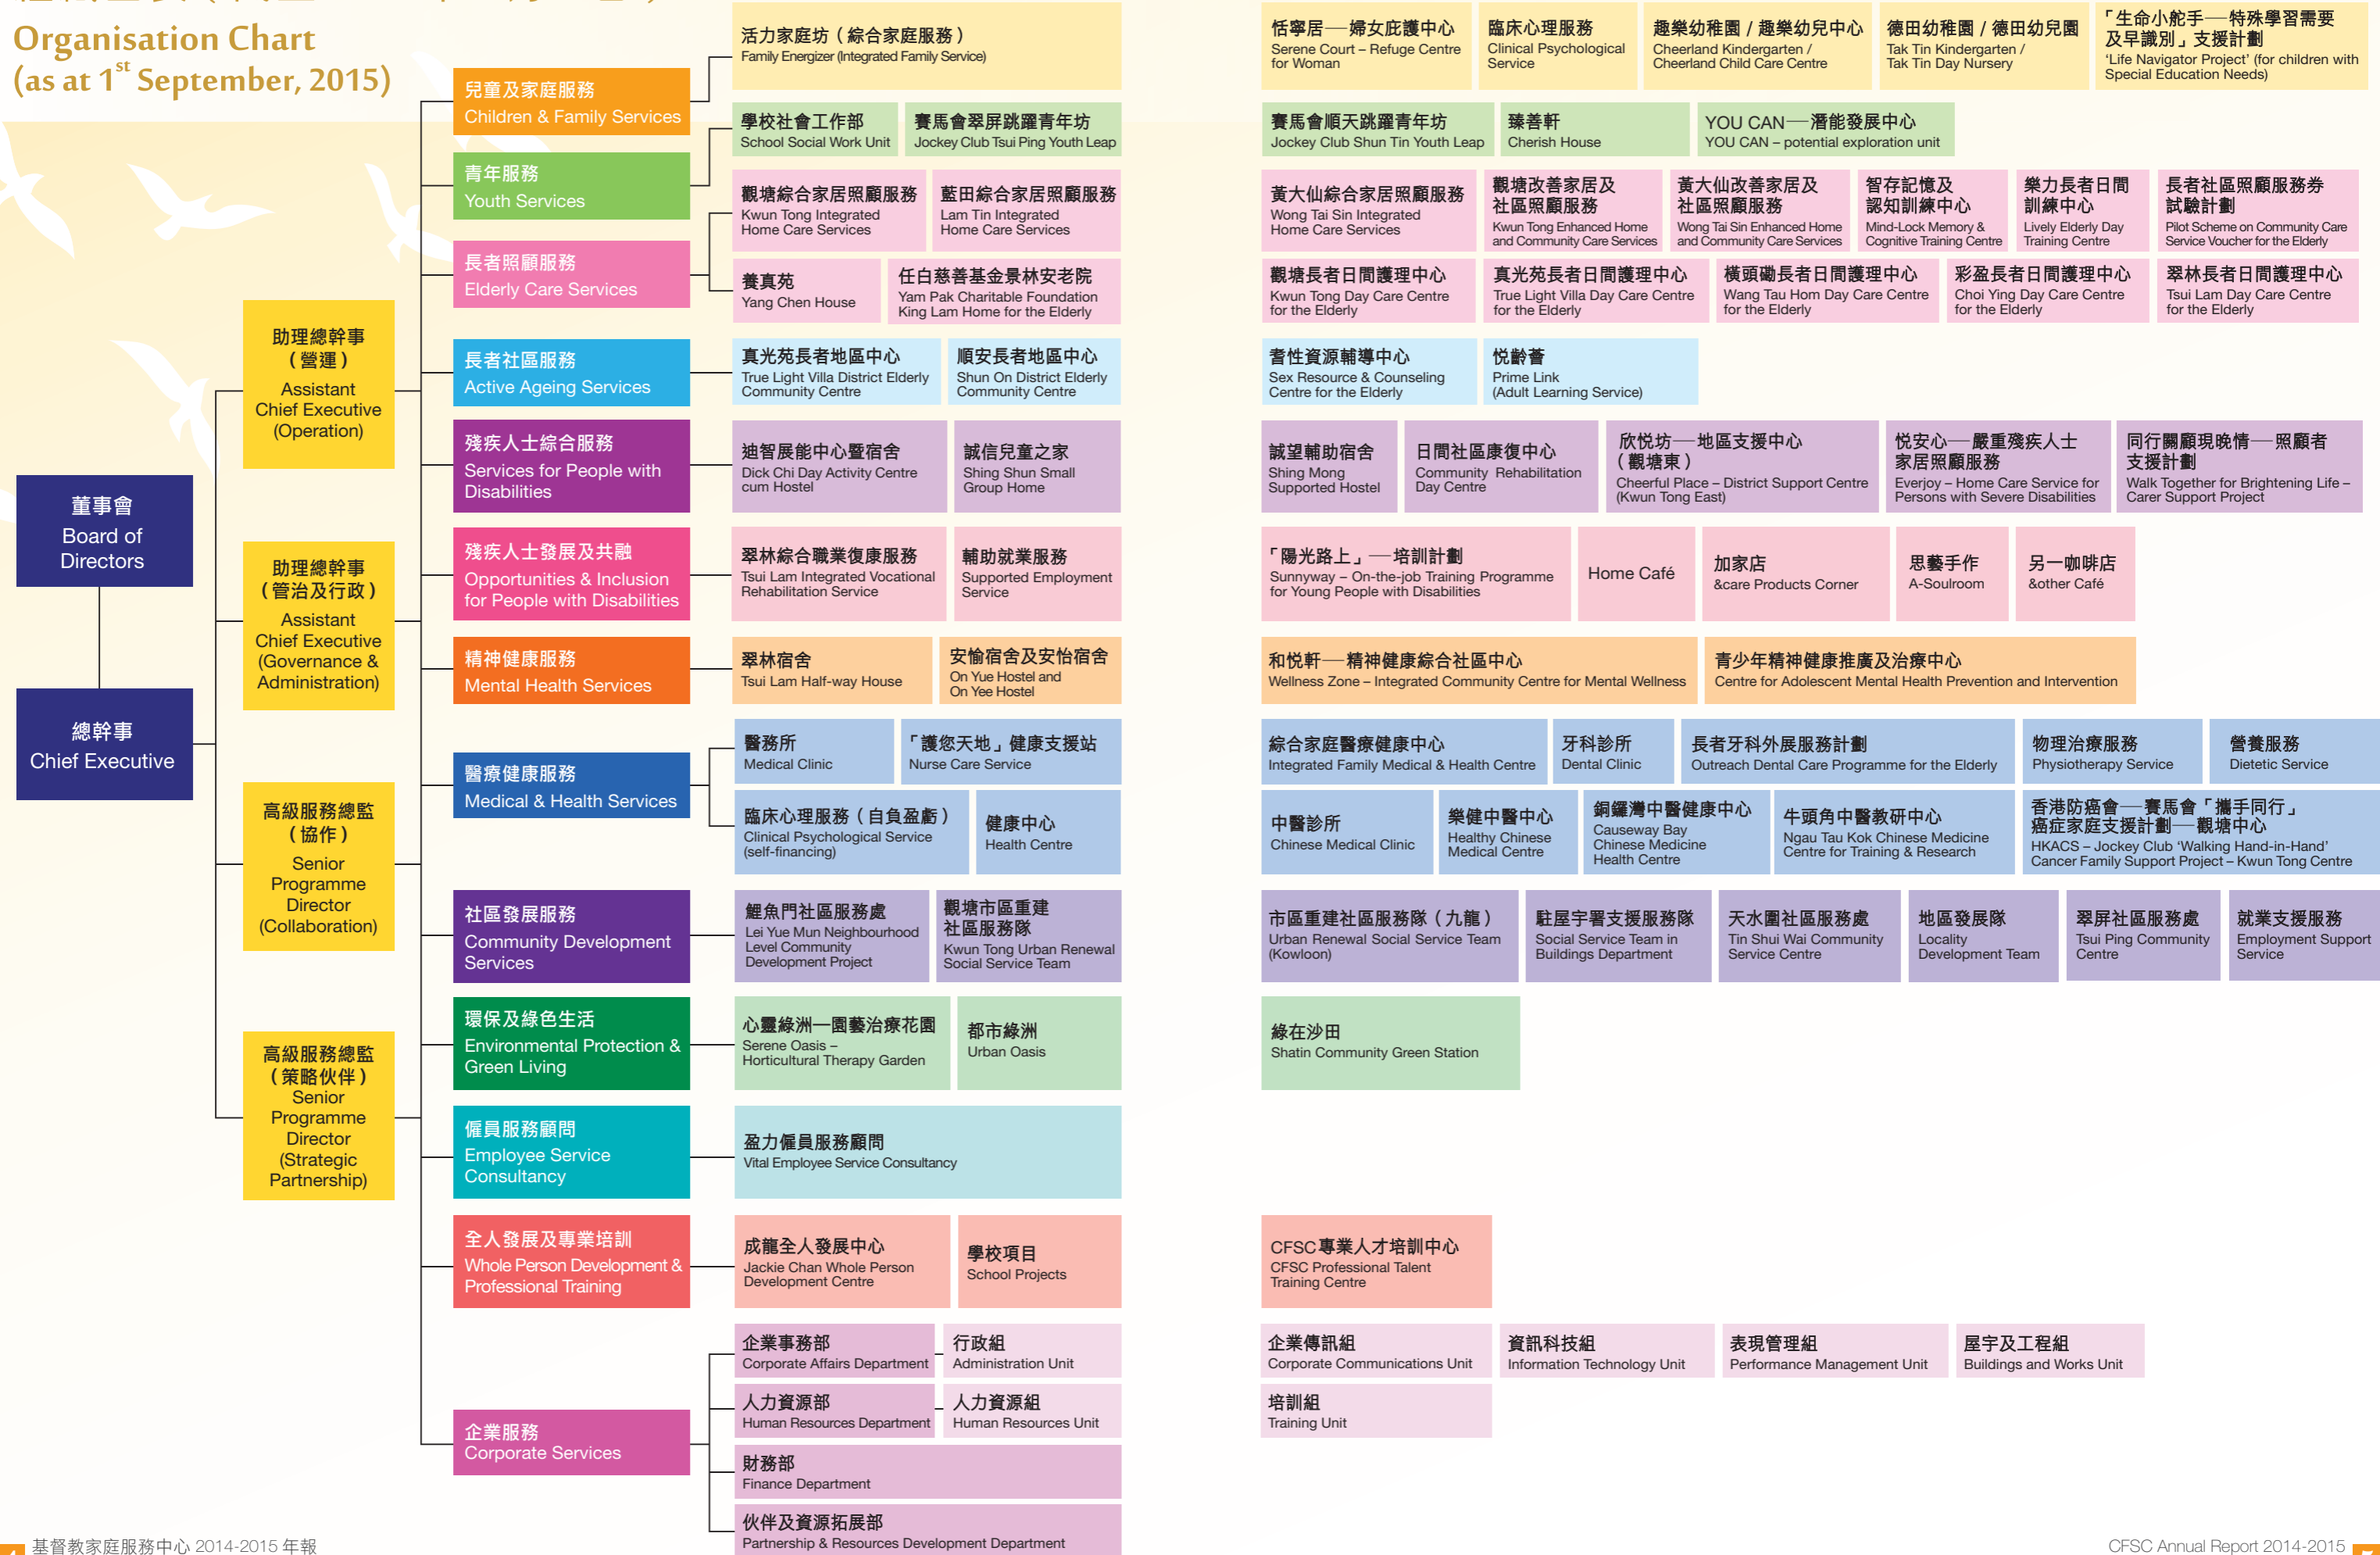 Organisation Chart
(as at 1st September, 2015)
董事會
Board of
Directors
總幹事
Chief Executive
助理總幹事
（營運）
Assistant
Chief Executive
(Operation)
助理總幹事
（管治及行政）
Assistant
Chief Executive
(Governance &
Administration)
高級服務總監
（協作）
Senior
Programme
Director
(Collaboration)
高級服務總監
（策略伙伴）
Senior
Programme
Director
(Strategic
Partnership)
兒童及家庭服務
Children & Family Services
活力家庭坊（綜合家庭服務）
Family Energizer (Integrated Family Service)
恬寧居──婦女庇護中心
Serene Court – Refuge Centre
for Woman
臨床心理服務
Clinical Psychological
Service
趣樂幼稚園 / 趣樂幼兒中心
Cheerland Kindergarten /
Cheerland Child Care Centre
德田幼稚園 / 德田幼兒園
Tak Tin Kindergarten /
Tak Tin Day Nursery
「生命小舵手──特殊學習需要
及早識別」支援計劃
‘Life Navigator Project’ (for children with
Special Education Needs)
青年服務
Youth Services
學校社會工作部
School Social Work Unit
賽馬會翠屏跳躍青年坊
Jockey Club Tsui Ping Youth Leap
賽馬會順天跳躍青年坊
Jockey Club Shun Tin Youth Leap
臻善軒
Cherish House
YOU CAN──潛能發展中心
YOU CAN – potential exploration unit
長者照顧服務
Elderly Care Services
觀塘綜合家居照顧服務
Kwun Tong Integrated
Home Care Services
藍田綜合家居照顧服務
Lam Tin Integrated
Home Care Services
黃大仙綜合家居照顧服務
Wong Tai Sin Integrated
Home Care Services
觀塘改善家居及
社區照顧服務
Kwun Tong Enhanced Home
and Community Care Services
黃大仙改善家居及
社區照顧服務
Wong Tai Sin Enhanced Home
and Community Care Services
智存記憶及
認知訓練中心
Mind-Lock Memory &
Cognitive Training Centre
樂力長者日間
訓練中心
Lively Elderly Day
Training Centre
長者社區照顧服務券
試驗計劃
Pilot Scheme on Community Care
Service Voucher for the Elderly
養真苑
Yang Chen House
任白慈善基金景林安老院
Yam Pak Charitable Foundation
King Lam Home for the Elderly
觀塘長者日間護理中心
Kwun Tong Day Care Centre
for the Elderly
真光苑長者日間護理中心
True Light Villa Day Care Centre
for the Elderly
橫頭磡長者日間護理中心
Wang Tau Hom Day Care Centre
for the Elderly
彩盈長者日間護理中心
Choi Ying Day Care Centre
for the Elderly
翠林長者日間護理中心
Tsui Lam Day Care Centre
for the Elderly
長者社區服務
Active Ageing Services
真光苑長者地區中心
True Light Villa District Elderly
Community Centre
順安長者地區中心
Shun On District Elderly
Community Centre
耆性資源輔導中心
Sex Resource & Counseling
Centre for the Elderly
悅齡薈
Prime Link
(Adult Learning Service)
殘疾人士綜合服務
Services for People with
Disabilities
迪智展能中心暨宿舍
Dick Chi Day Activity Centre
cum Hostel
誠信兒童之家
Shing Shun Small
Group Home
誠望輔助宿舍
Shing Mong
Supported Hostel
日間社區康復中心
Community Rehabilitation
Day Centre
欣悅坊──地區支援中心
（觀塘東）
Cheerful Place – District Support Centre
(Kwun Tong East)
悅安心──嚴重殘疾人士
家居照顧服務
Everjoy – Home Care Service for
Persons with Severe Disabilities
同行關顧現晚情──照顧者
支援計劃
Walk Together for Brightening Life –
Carer Support Project
殘疾人士發展及共融
Opportunities & Inclusion
for People with Disabilities
翠林綜合職業復康服務
Tsui Lam Integrated Vocational
Rehabilitation Service
輔助就業服務
Supported Employment
Service
「陽光路上」──培訓計劃
Sunnyway – On-the-job Training Programme
for Young People with Disabilities
Home Café
加家店
&care Products Corner
思藝手作
A-Soulroom
另一咖啡店
&other Café
精神健康服務
Mental Health Services
翠林宿舍
Tsui Lam Half-way House
安愉宿舍及安怡宿舍
On Yue Hostel and
On Yee Hostel
和悅軒──精神健康綜合社區中心
Wellness Zone – Integrated Community Centre for Mental Wellness
青少年精神健康推廣及治療中心
Centre for Adolescent Mental Health Prevention and Intervention
醫療健康服務
Medical & Health Services
醫務所
Medical Clinic
「護您天地」健康支援站
Nurse Care Service
綜合家庭醫療健康中心
Integrated Family Medical & Health Centre
牙科診所
Dental Clinic
長者牙科外展服務計劃
Outreach Dental Care Programme for the Elderly
物理治療服務
Physiotherapy Service
營養服務
Dietetic Service
臨床心理服務（自負盈虧）
Clinical Psychological Service
(self-financing)
健康中心
Health Centre
中醫診所
Chinese Medical Clinic
樂健中醫中心
Healthy Chinese
Medical Centre
銅鑼灣中醫健康中心
Causeway Bay
Chinese Medicine
Health Centre
牛頭角中醫教研中心
Ngau Tau Kok Chinese Medicine
Centre for Training & Research
香港防癌會──賽馬會「攜手同行」
癌症家庭支援計劃──觀塘中心
HKACS – Jockey Club ‘Walking Hand-in-Hand’
Cancer Family Support Project – Kwun Tong Centre
社區發展服務
Community Development
Services
鯉魚門社區服務處
Lei Yue Mun Neighbourhood
Level Community
Development Project
觀塘市區重建
社區服務隊
Kwun Tong Urban Renewal
Social Service Team
市區重建社區服務隊（九龍）
Urban Renewal Social Service Team
(Kowloon)
駐屋宇署支援服務隊
Social Service Team in
Buildings Department
天水圍社區服務處
Tin Shui Wai Community
Service Centre
地區發展隊
Locality
Development Team
翠屏社區服務處
Tsui Ping Community
Centre
就業支援服務
Employment Support
Service
環保及綠色生活
Environmental Protection &
Green Living
心靈綠洲─園藝治療花園
Serene Oasis –
Horticultural Therapy Garden
都市綠洲
Urban Oasis
綠在沙田
Shatin Community Green Station
僱員服務顧問
Employee Service
Consultancy
盈力僱員服務顧問
Vital Employee Service Consultancy
全人發展及專業培訓
Whole Person Development &
Professional Training
成龍全人發展中心
Jackie Chan Whole Person
Development Centre
學校項目
School Projects
CFSC專業人才培訓中心
CFSC Professional Talent
Training Centre
企業服務
Corporate Services
企業事務部
Corporate Affairs Department
行政組
Administration Unit
企業傳訊組
Corporate Communications Unit
資訊科技組
Information Technology Unit
表現管理組
Performance Management Unit
屋宇及工程組
Buildings and Works Unit
人力資源部
Human Resources Department
人力資源組
Human Resources Unit
培訓組
Training Unit
財務部
Finance Department
伙伴及資源拓展部
Partnership & Resources Development Department
基督教家庭服務中心 2014-2015 年報
CFSC Annual Report 2014-2015